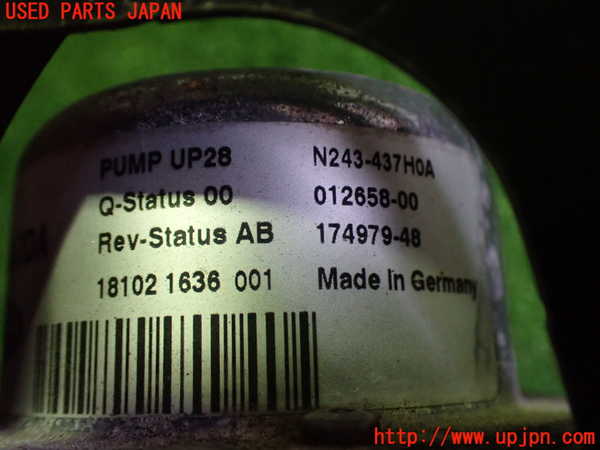 USED PARTS JAPAN
PUMP UP28 N243-437H0A
Q-Status 00 012658-00
Rev-Status AB 174979-48
18102 1636 001 Made in Germany
http://www.upjpn.com